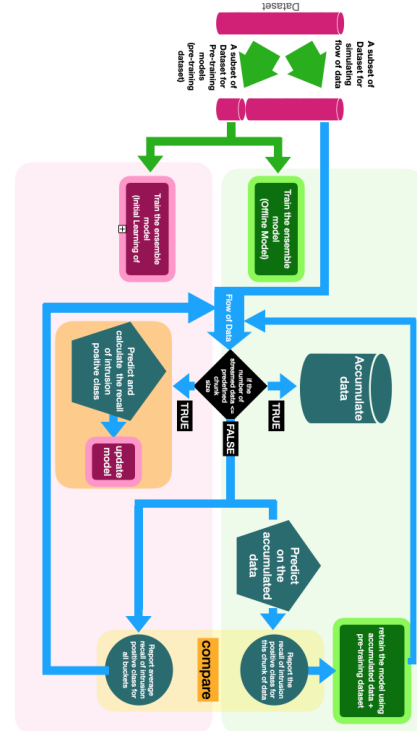 Dataset
A subset of
Dataset for
simulating
flow of data
A subset of
Dataset for
Pre-training
models
(pre-training
dataset)
Train the ensemble
model
(Offline Model)
Train the ensemble
model
(Initial Learning of
Flow of Data
Accumulate
data
TRUE
if the
number of
streamed data <=
predefined
chunk
size
TRUE
FALSE
Predict and
calculate the recall
of intrusion
positive class
update
model
Predict
on the
accumulated
data
retrain the model using
accumulated data +
pre-training dataset
Report the
recall of intrusion
positive class for
this chunk of data
compare
Report average
recall of intrusion
positive class for
all buckets